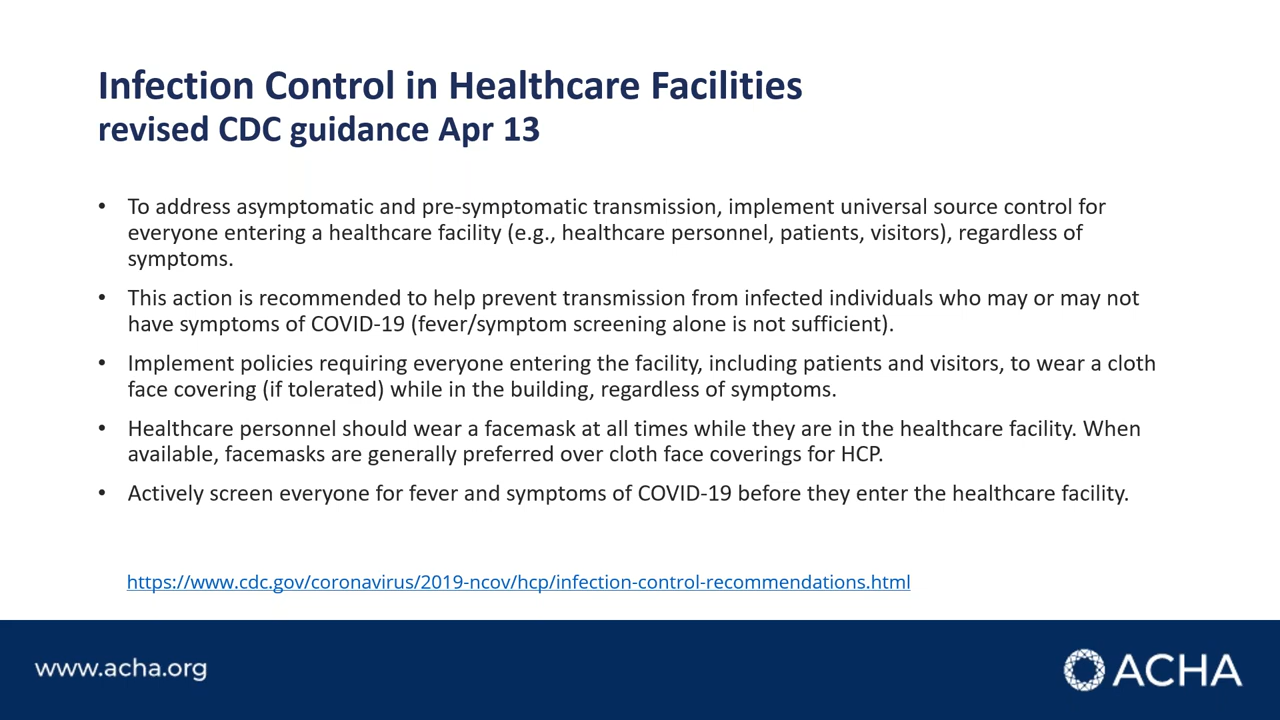 Infection Control in Healthcare Facilities
revised CDC guidance Apr 13
• To address asymptomatic and pre-symptomatic transmission, implement universal source control for
everyone entering a healthcare facility (e.g., healthcare personnel, patients, visitors), regardless of
symptoms.
• This action is recommended to help prevent transmission from infected individuals who may or may not
have symptoms of COVID-19 (fever/symptom screening alone is not sufficient).
• Implement policies requiring everyone entering the facility, including patients and visitors, to wear a cloth
face covering (if tolerated) while in the building, regardless of symptoms.
• Healthcare personnel should wear a facemask at all times while they are in the healthcare facility. When
available, facemasks are generally preferred over cloth face coverings for HCP.
• Actively screen everyone for fever and symptoms of COVID-19 before they enter the healthcare facility.
https://www.cdc.gov/coronavirus/2019-ncov/hcp/infection-control-recommendations.html
www.acha.org
ACHA